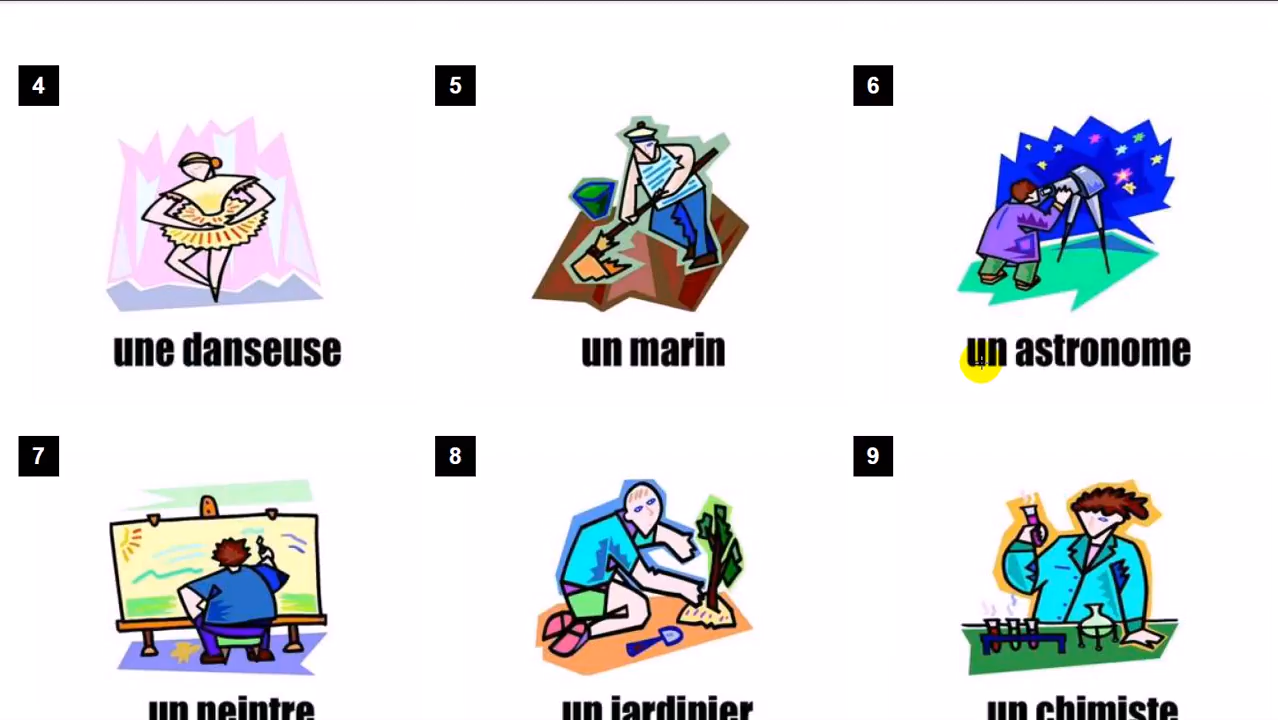 4
5
6
une danseuse
un marin
un astronome
7
8
9
un peintre
un jardinier
un chimiste